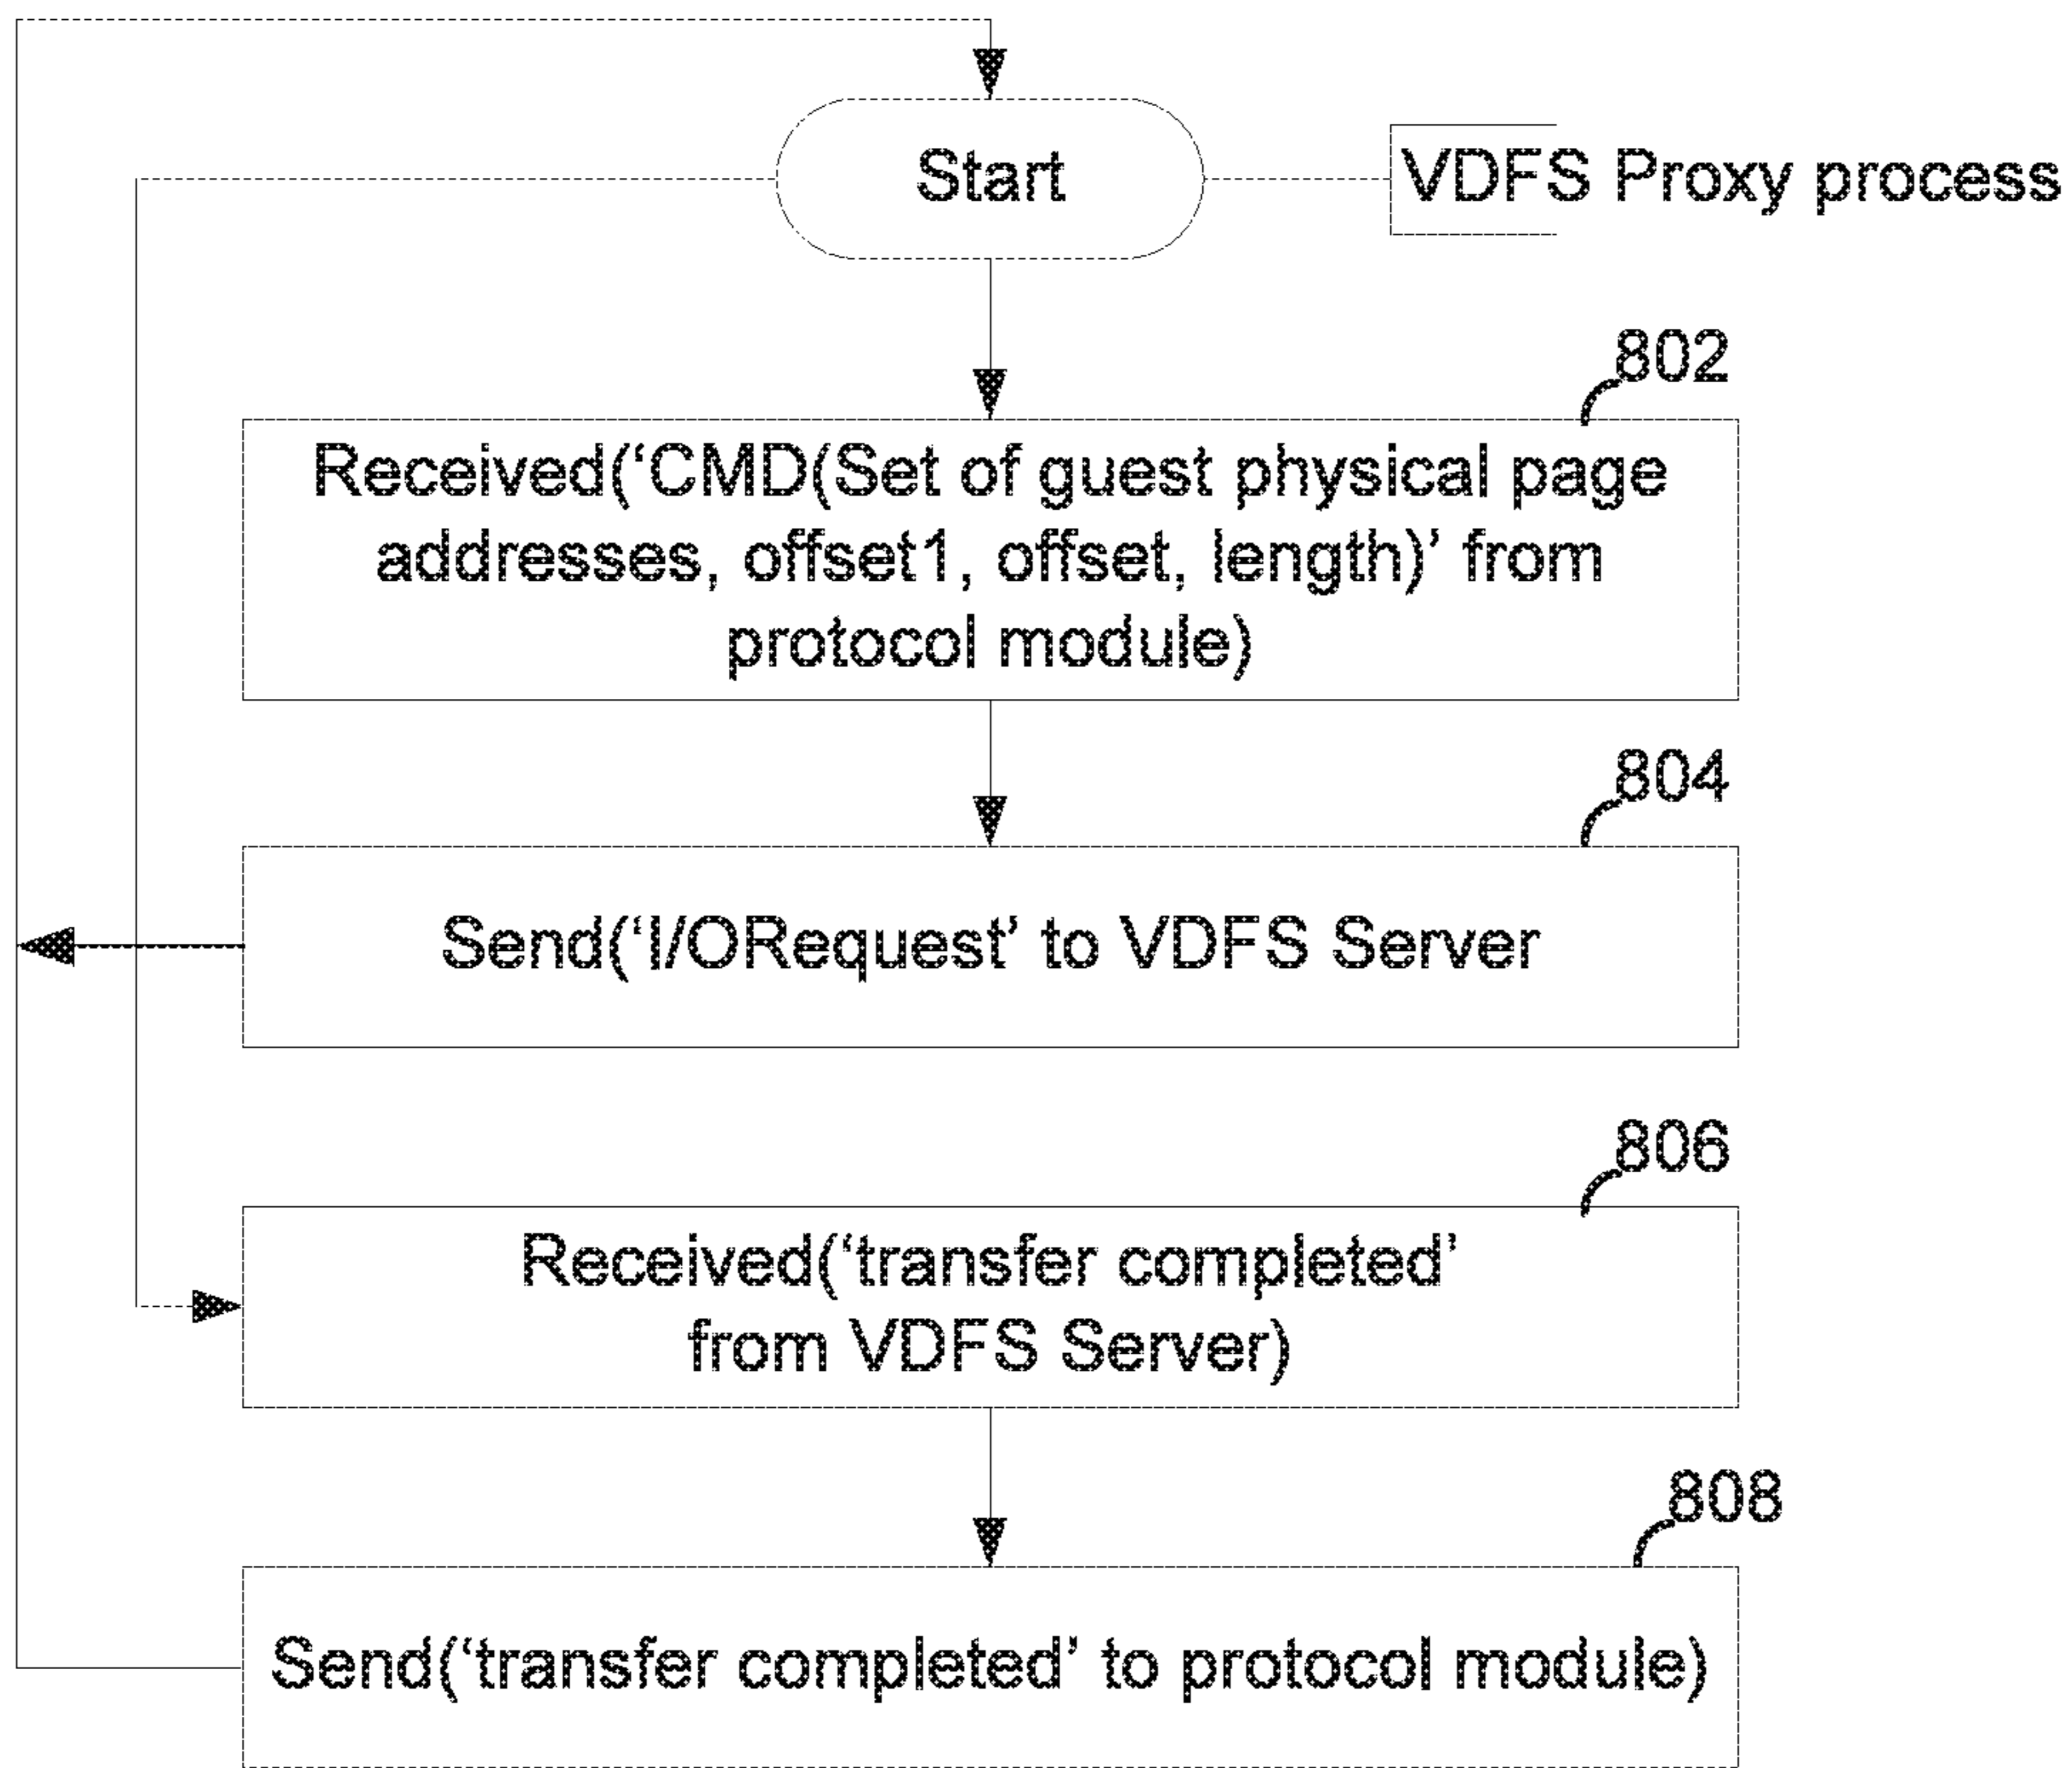 Start
VDFS Proxy process
802
Received(‘CMD(Set of guest physical page
addresses, offset1, offset, length)’ from
protocol module)
804
Send(‘I/ORequest’ to VDFS Server
806
Received(‘transfer completed’
from VDFS Server)
808
Send(‘transfer completed’ to protocol module)